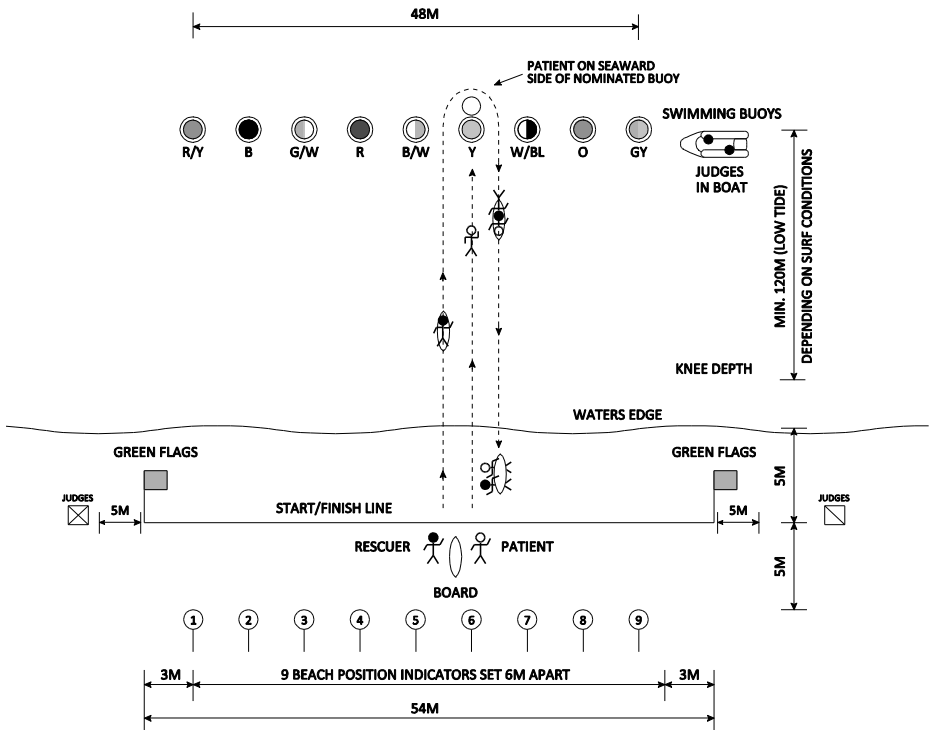 48M
PATIENT ON SEAWARD
SIDE OF NOMINATED BUOY
SWIMMING BUOYS
R/Y B G/W R B/W Y W/BL O GY
JUDGES
IN BOAT
MIN. 120M (LOW TIDE)
DEPENDING ON SURF CONDITIONS
KNEE DEPTH
WATERS EDGE
GREEN FLAGS
GREEN FLAGS
5M
JUDGES
5M
START/FINISH LINE
5M
JUDGES
RESCUER
PATIENT
5M
BOARD
1 2 3 4 5 6 7 8 9
3M
9 BEACH POSITION INDICATORS SET 6M APART
3M
54M